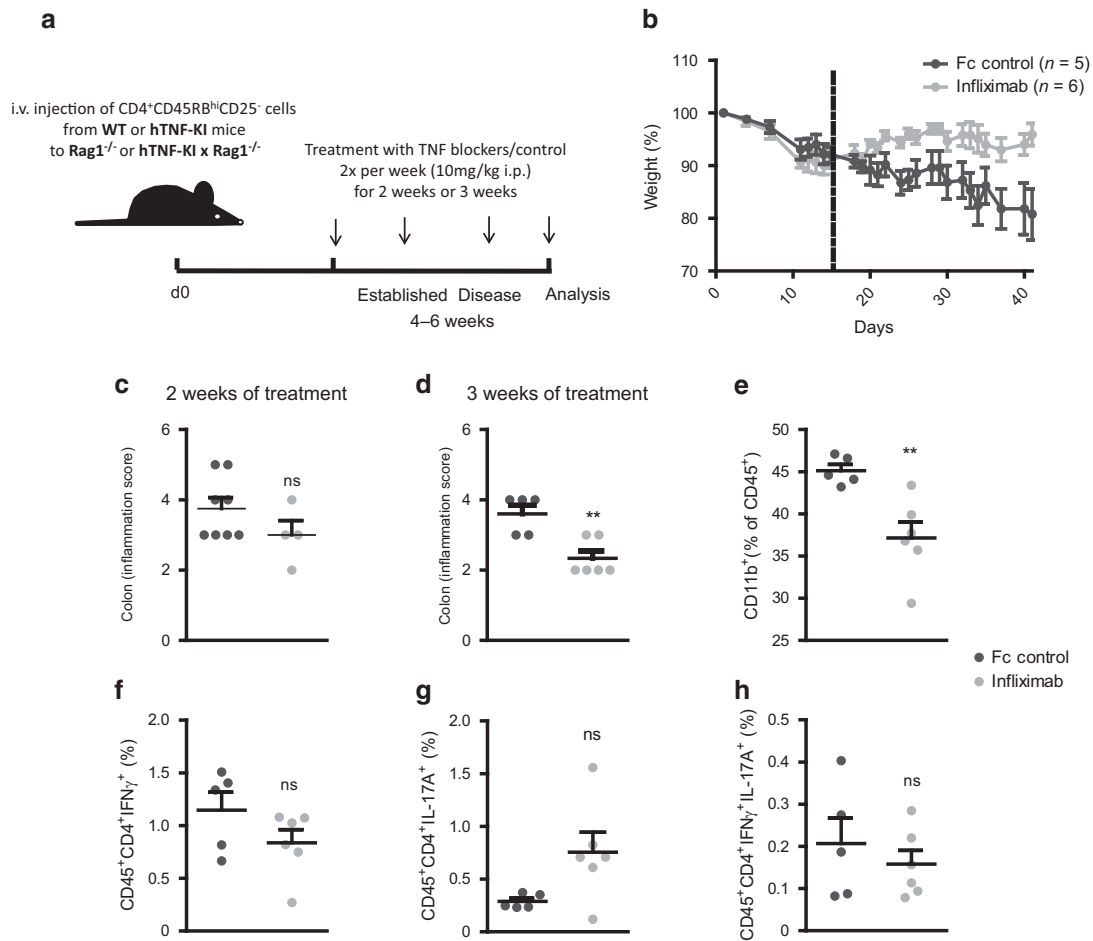 a
i.v. injection of CD4⁺CD45RBʰⁱCD25⁻ cells
from WT or hTNF-KI mice
to Rag1⁻/⁻ or hTNF-KI x Rag1⁻/⁻
Treatment with TNF blockers/control
2x per week (10mg/kg i.p.)
for 2 weeks or 3 weeks
d0
Established Disease
Analysis
4–6 weeks
b
Fc control (n = 5)
Infliximab (n = 6)
Weight (%)
110
100
90
80
70
0
10
20
30
40
Days
c
2 weeks of treatment
Colon (inflammation score)
6
4
2
0
ns
d
3 weeks of treatment
Colon (inflammation score)
6
4
2
0
**
e
CD11b⁺(% of CD45⁺)
50
45
40
35
30
25
**
Fc control
Infliximab
f
CD45⁺CD4⁺IFNγ⁺ (%)
2.0
1.5
1.0
0.5
0
ns
g
CD45⁺CD4⁺IL-17A⁺ (%)
2.0
1.5
1.0
0.5
0
ns
h
CD45⁺CD4⁺IFNγ⁺IL-17A⁺ (%)
0.5
0.4
0.3
0.2
0.1
0
ns